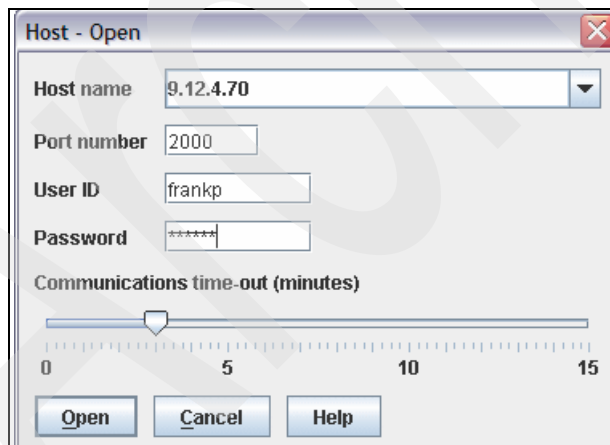 Host - Open
Host name 9.12.4.70
Port number 2000
User ID frankp
Password ******
Communications time-out (minutes)
0 5 10 15
Open Cancel Help